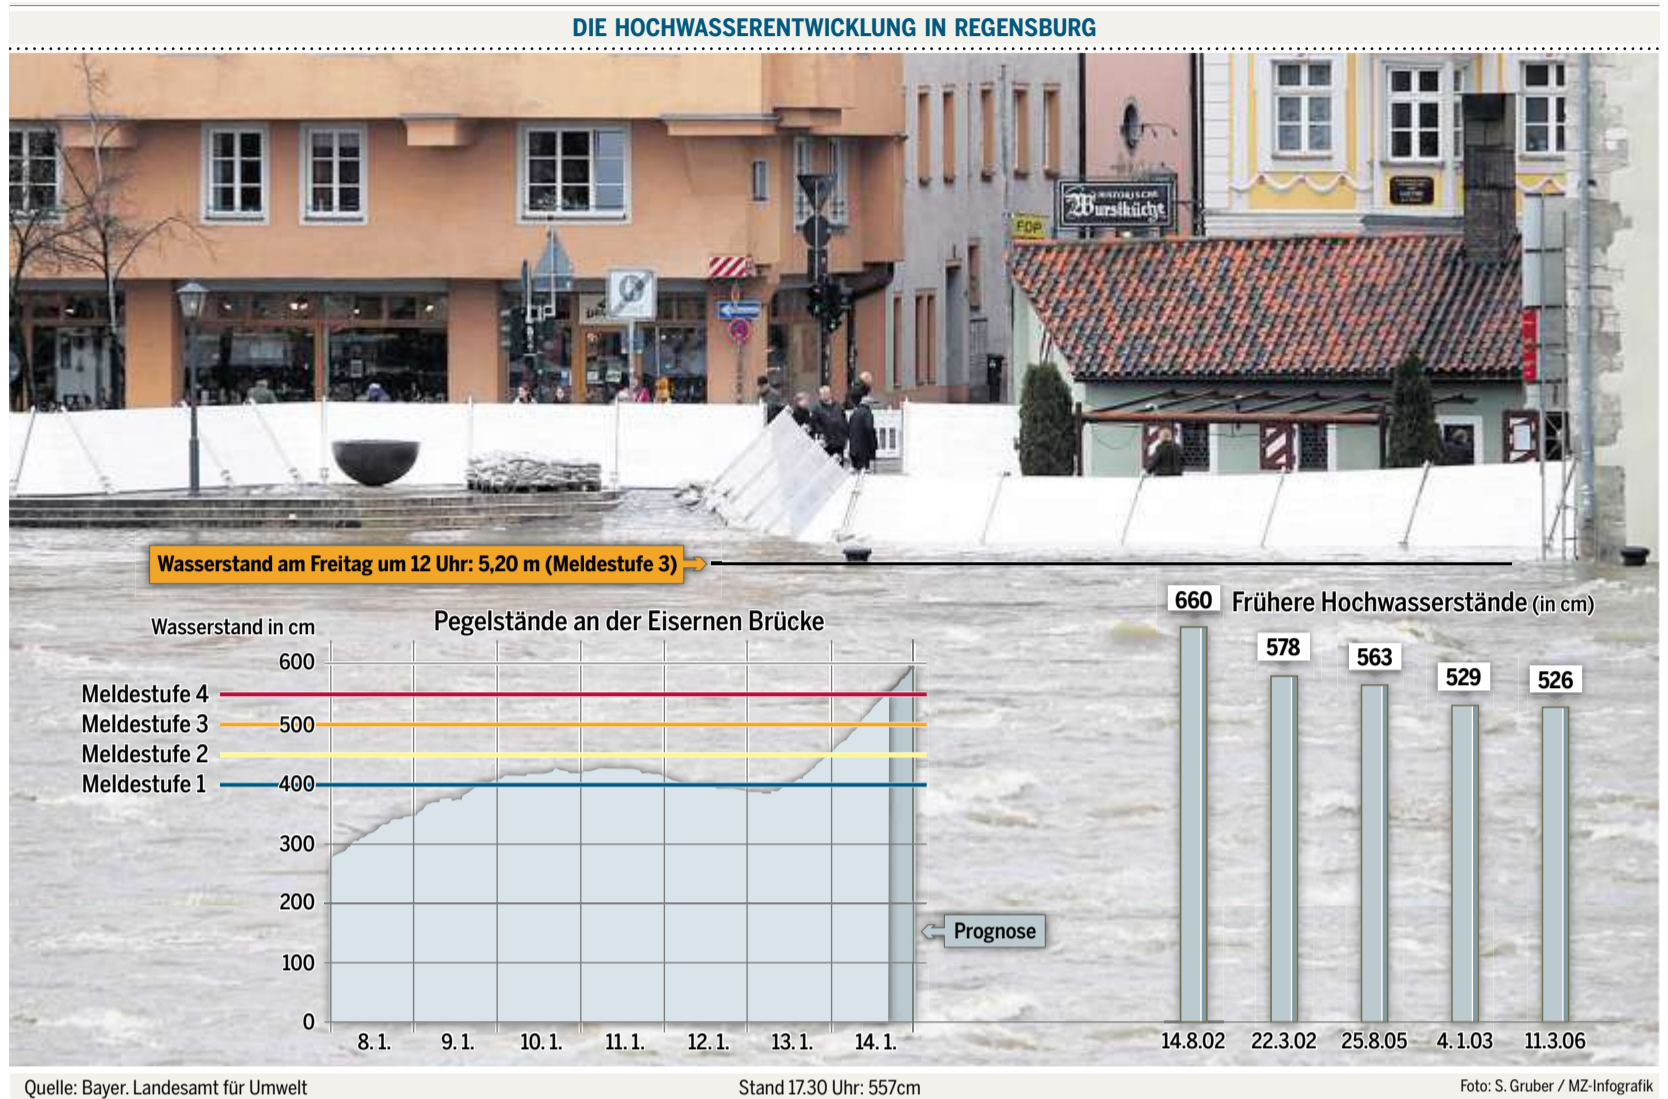 DIE HOCHWASSERENTWICKLUNG IN REGENSBURG
HISTORISCHE
Wurstküche
FDP
Wasserstand am Freitag um 12 Uhr: 5,20 m (Meldestufe 3)
Pegelstände an der Eisernen Brücke
Wasserstand in cm
600
Meldestufe 4
Meldestufe 3
500
Meldestufe 2
Meldestufe 1
400
300
200
100
0
8. 1.
9. 1.
10. 1.
11. 1.
12. 1.
13. 1.
14. 1.
Prognose
Frühere Hochwasserstände (in cm)
660
578
563
529
526
14.8.02
22.3.02
25.8.05
4.1.03
11.3.06
Quelle: Bayer. Landesamt für Umwelt
Stand 17.30 Uhr: 557cm
Foto: S. Gruber / MZ-Infografik